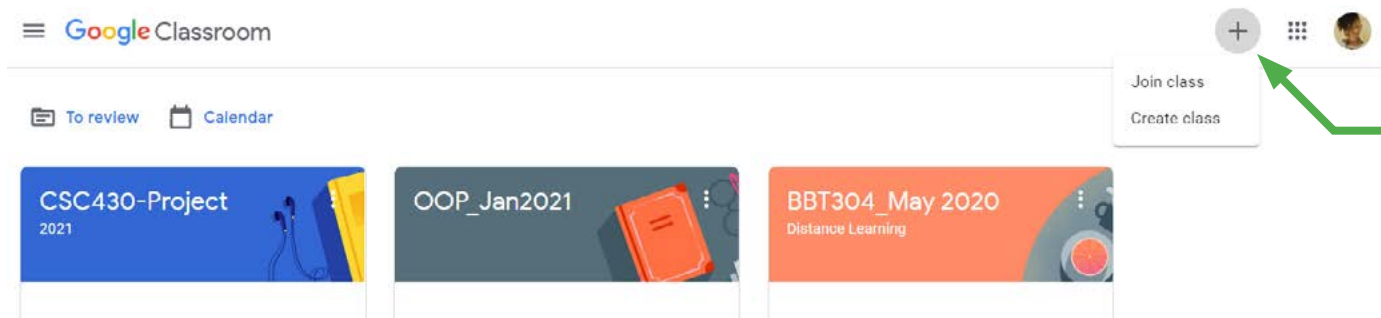 Google Classroom
Join class
Create class
To review
Calendar
CSC430-Project
2021
OOP_Jan2021
BBT304_May 2020
Distance Learning